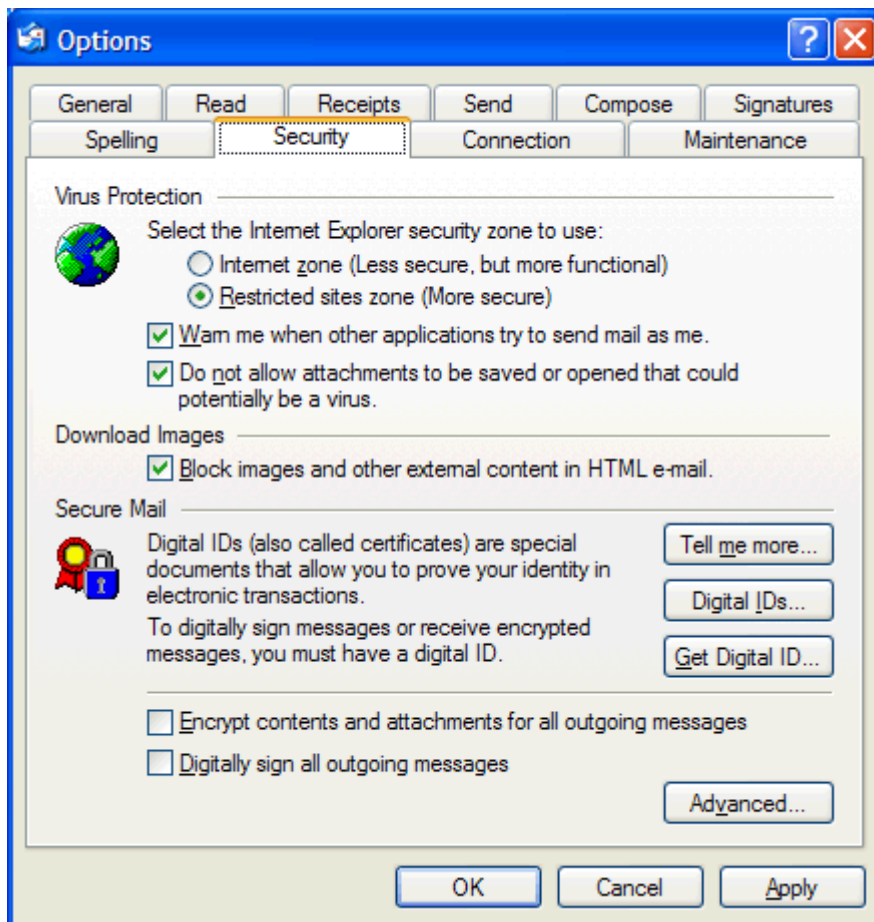 Options
General Read Receipts Send Compose Signatures
Spelling Security Connection Maintenance
Virus Protection
Select the Internet Explorer security zone to use:
Internet zone (Less secure, but more functional)
Restricted sites zone (More secure)
Warn me when other applications try to send mail as me.
Do not allow attachments to be saved or opened that could
potentially be a virus.
Download Images
Block images and other external content in HTML e-mail.
Secure Mail
Digital IDs (also called certificates) are special
documents that allow you to prove your identity in
electronic transactions.
Tell me more...
Digital IDs...
To digitally sign messages or receive encrypted
messages, you must have a digital ID.
Get Digital ID...
Encrypt contents and attachments for all outgoing messages
Digitally sign all outgoing messages
Advanced...
OK Cancel Apply